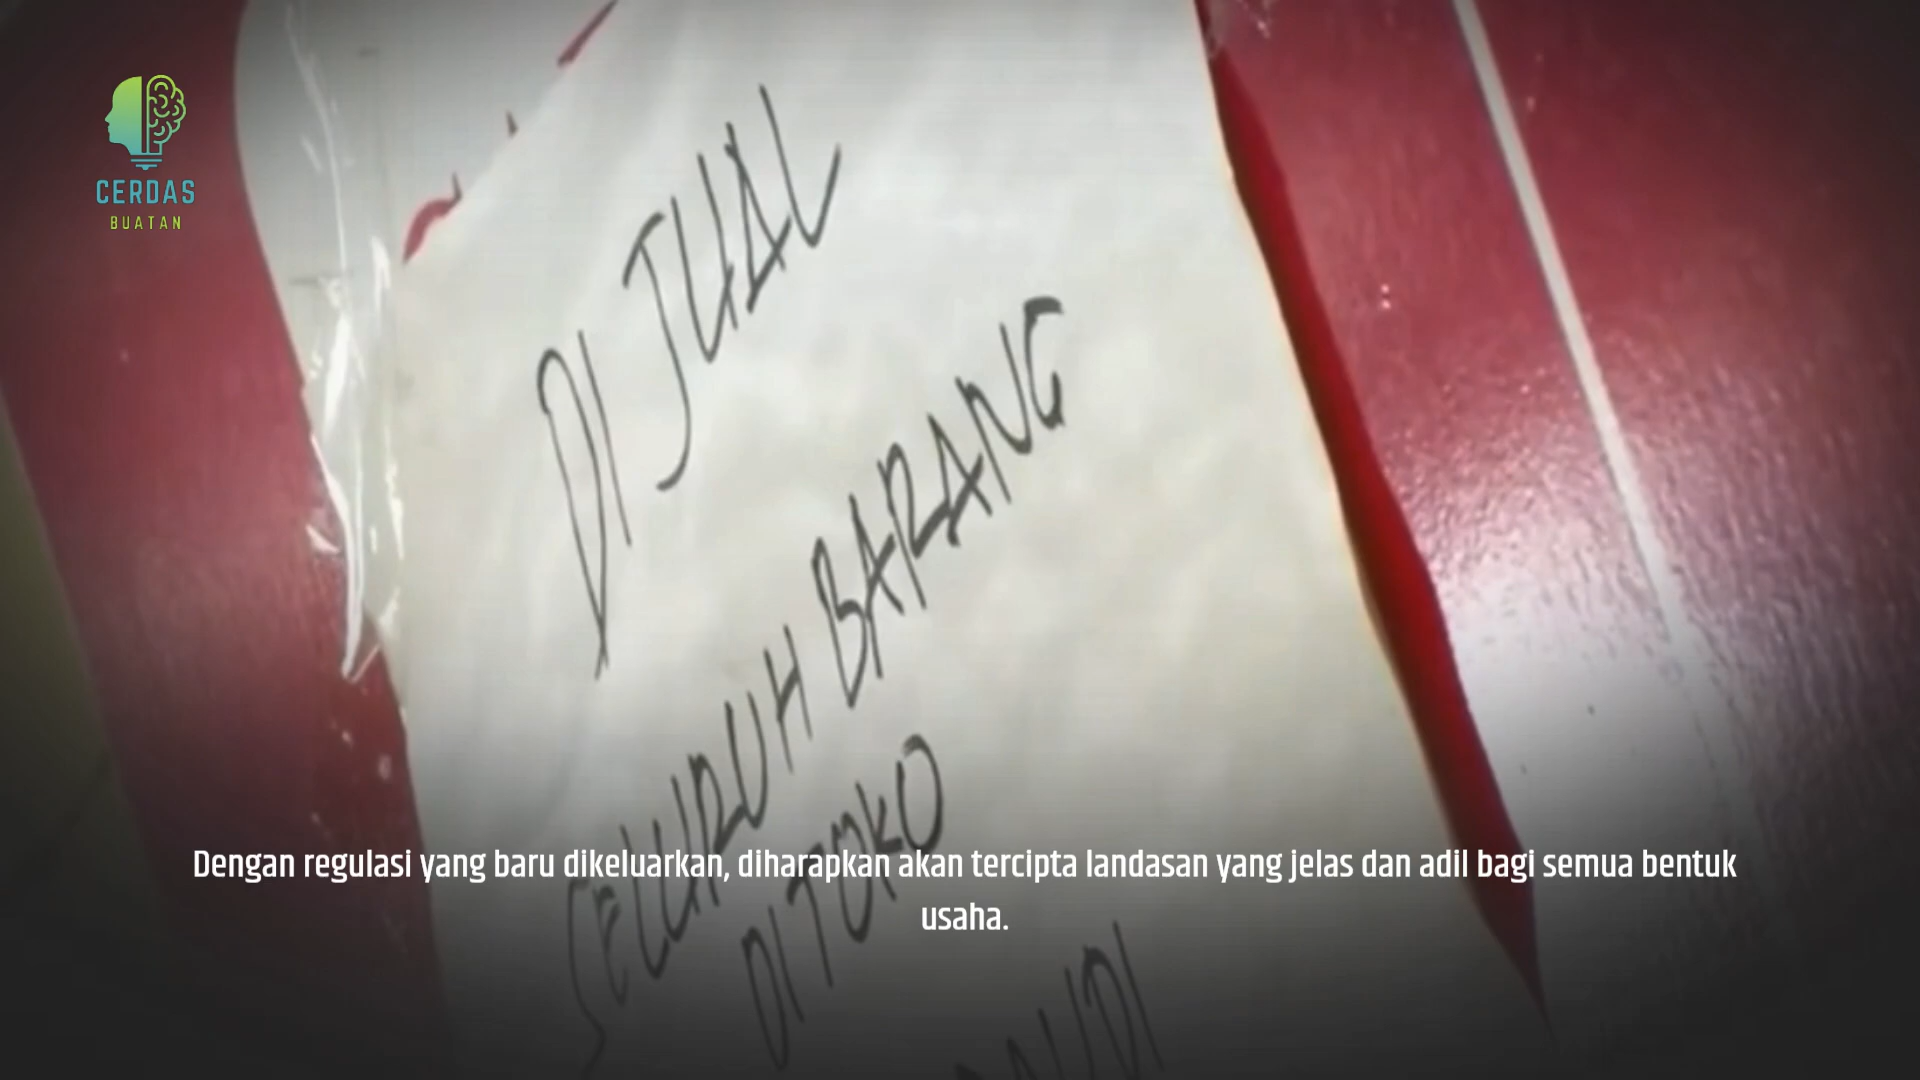 CERDAS
BUATAN
DI JUAL
SELURUH BARANG
DI TOKO
Dengan regulasi yang baru dikeluarkan, diharapkan akan tercipta landasan yang jelas dan adil bagi semua bentuk
usaha.